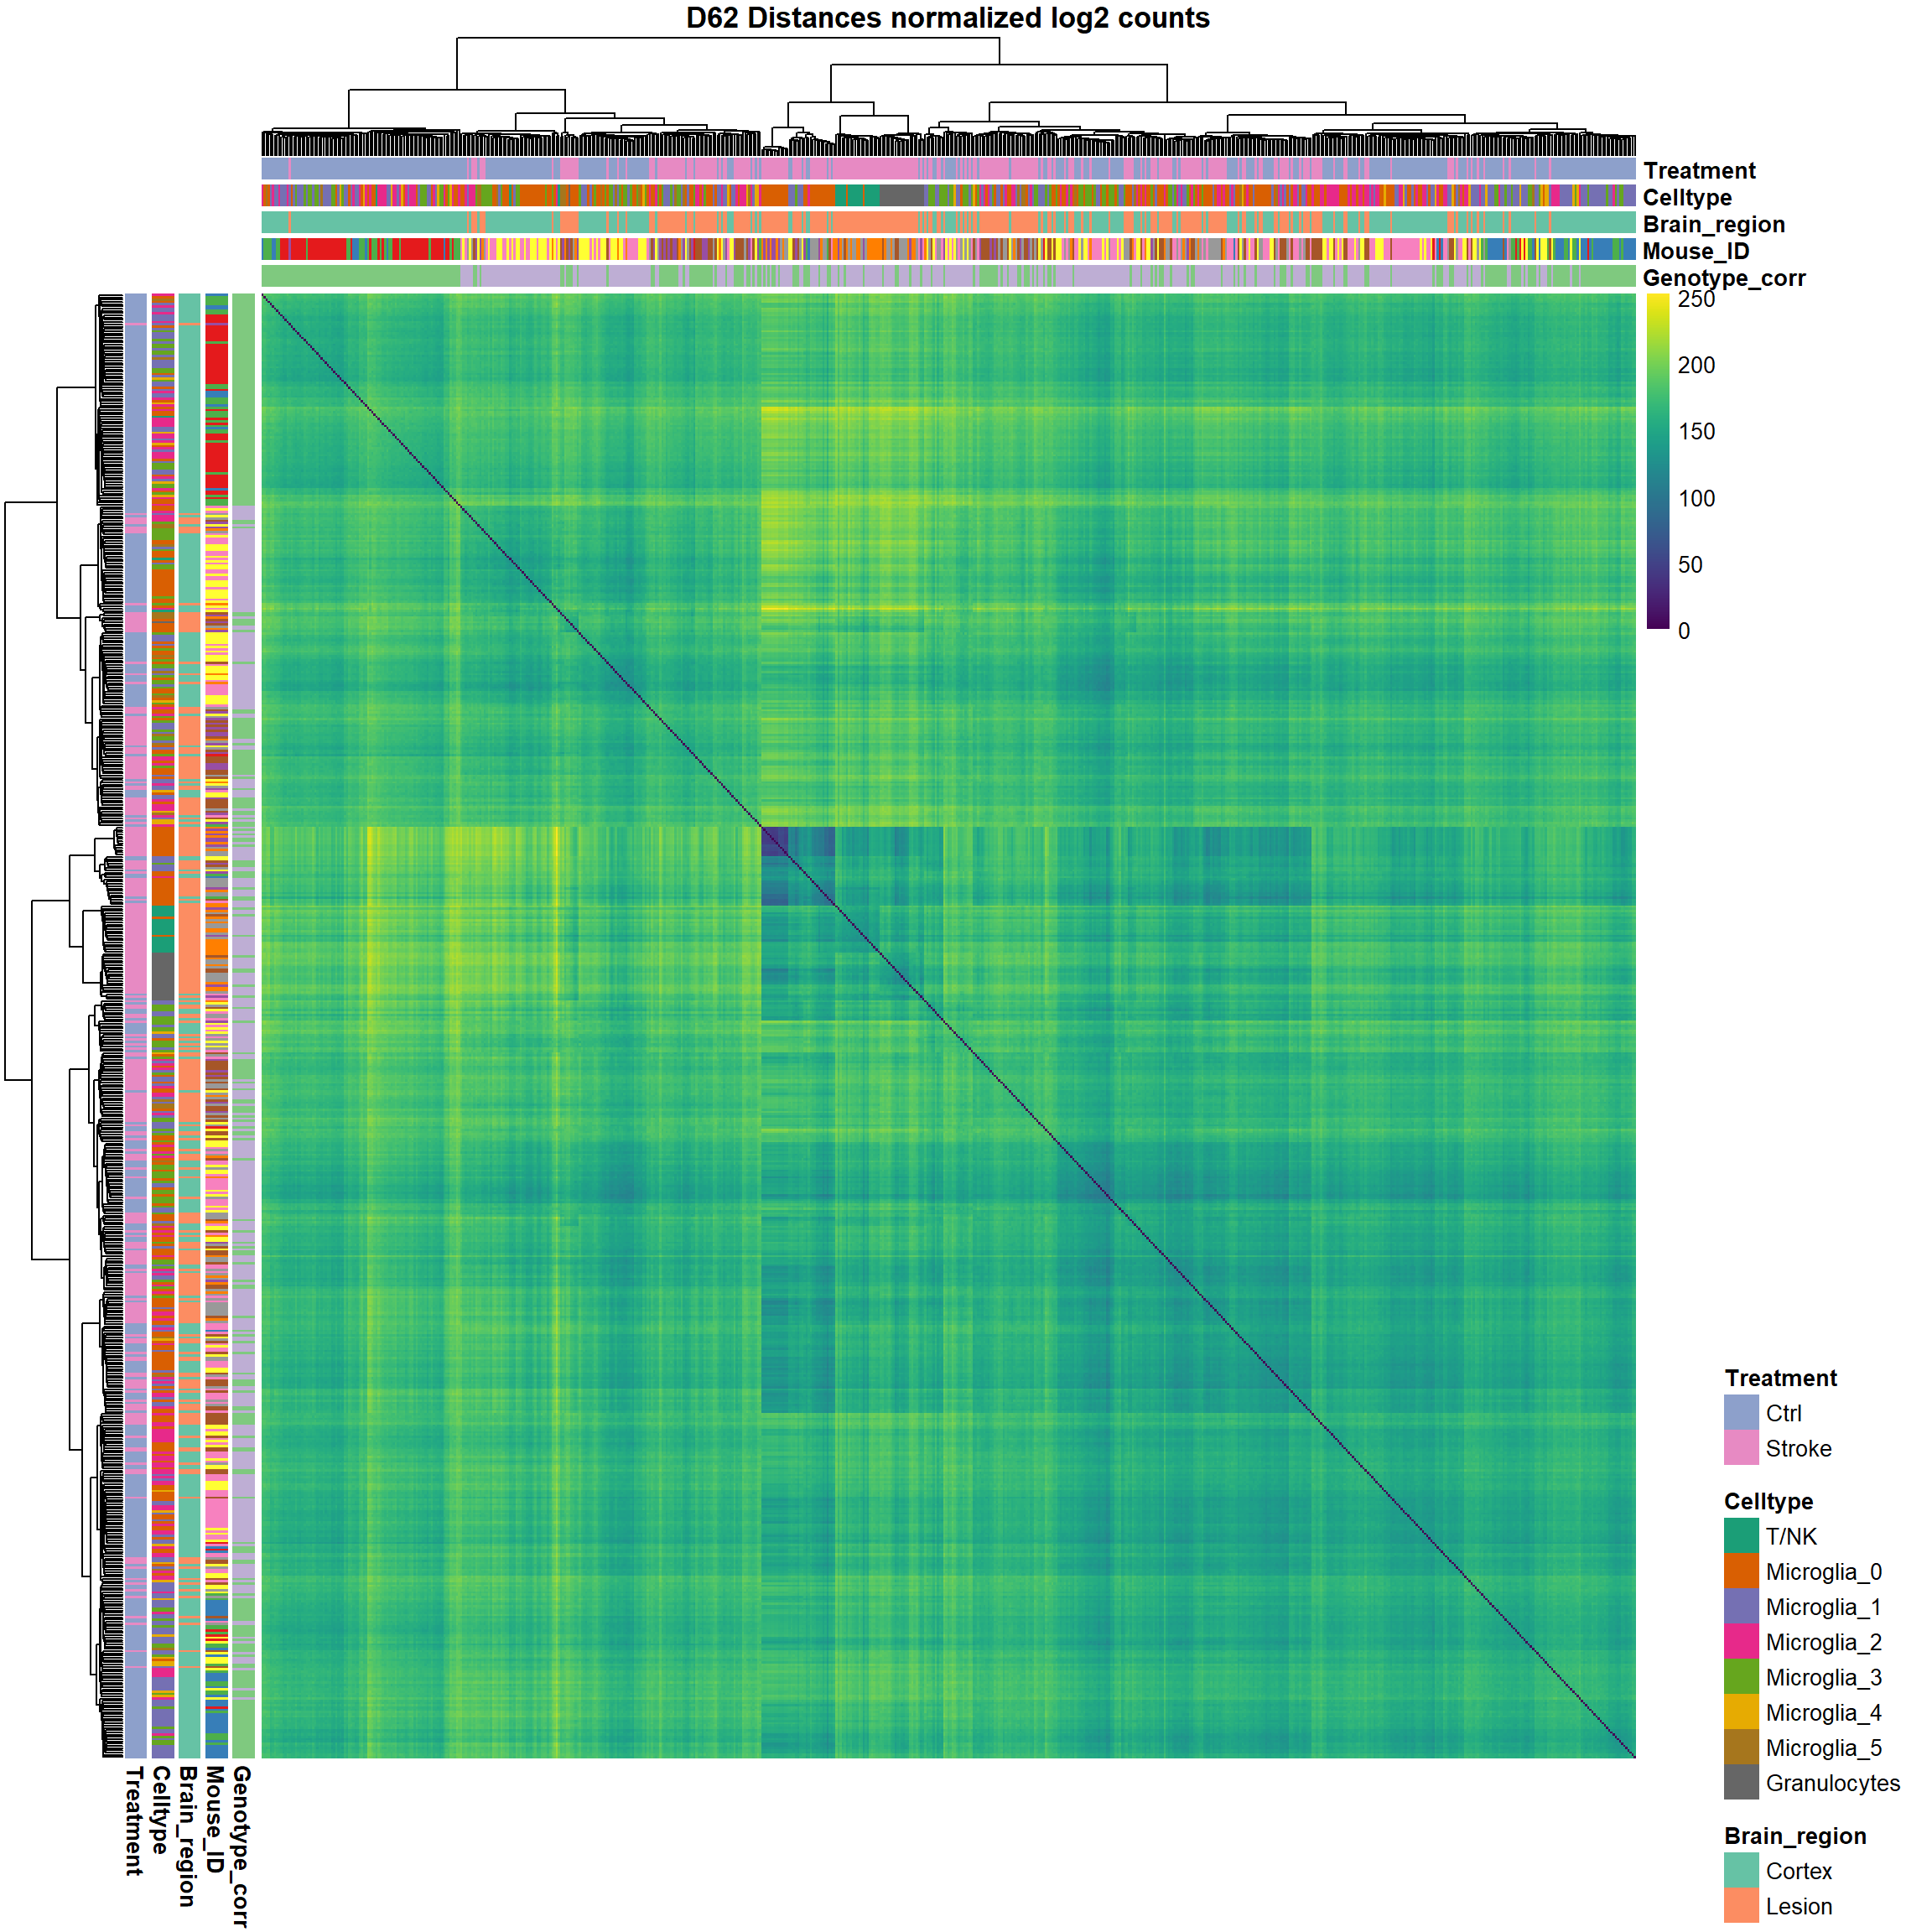 D62 Distances normalized log2 counts
Treatment
Celltype
Brain_region
Mouse_ID
Genotype_corr
250
200
150
100
50
0
Treatment
Ctrl
Stroke
Celltype
T/NK
Microglia_0
Microglia_1
Microglia_2
Microglia_3
Microglia_4
Microglia_5
Granulocytes
Brain_region
Cortex
Lesion
Treatment
Celltype
Brain_region
Mouse_ID
Genotype_corr